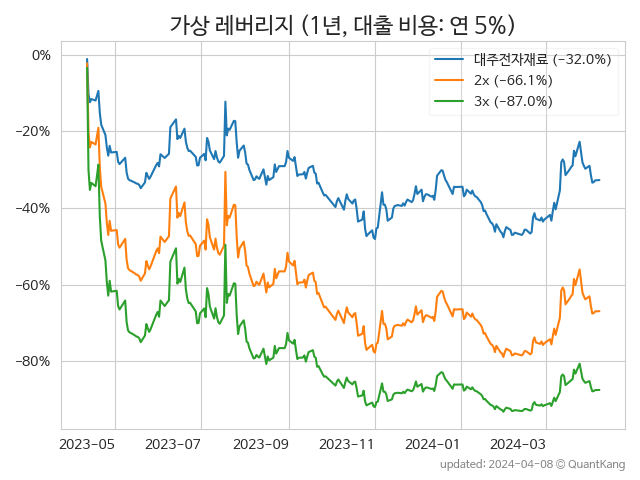 가상 레버리지 (1년, 대출 비용: 연 5%)
대주전자재료 (−32.0%)
2x (−66.1%)
3x (−87.0%)
0%
−20%
−40%
−60%
−80%
2023-05 2023-07 2023-09 2023-11 2024-01 2024-03
updated: 2024-04-08 © QuantKang